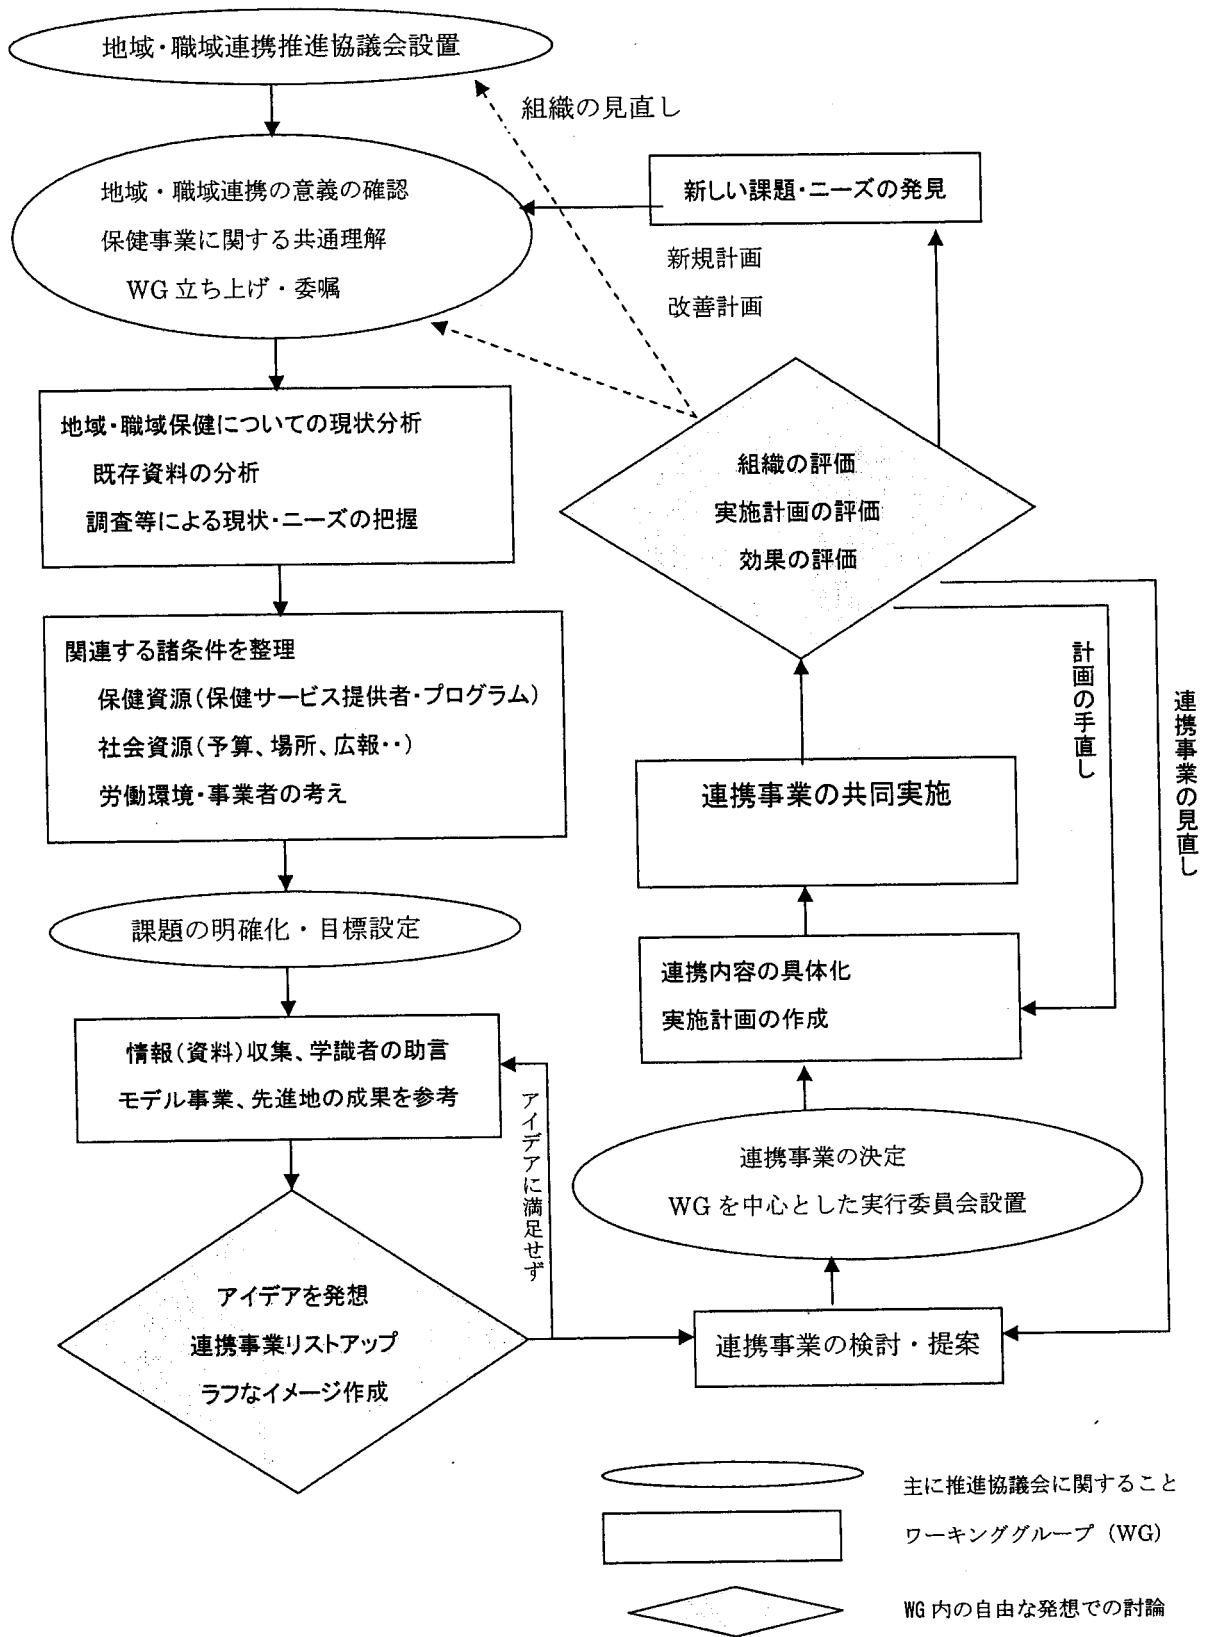 地域・職域連携推進協議会設置
組織の見直し
地域・職域連携の意義の確認
保健事業に関する共通理解
WG 立ち上げ・委嘱
新しい課題・ニーズの発見
新規計画
改善計画
地域・職域保健についての現状分析
既存資料の分析
調査等による現状・ニーズの把握
組織の評価
実施計画の評価
効果の評価
関連する諸条件を整理
保健資源(保健サービス提供者・プログラム)
社会資源(予算、場所、広報・・)
労働環境・事業者の考え
計画の手直し
連携事業の見直し
連携事業の共同実施
課題の明確化・目標設定
連携内容の具体化
実施計画の作成
情報(資料)収集、学識者の助言
モデル事業、先進地の成果を参考
アイデアに満足せず
連携事業の決定
WG を中心とした実行委員会設置
アイデアを発想
連携事業リストアップ
ラフなイメージ作成
連携事業の検討・提案
主に推進協議会に関すること
ワーキンググループ (WG)
WG 内の自由な発想での討論